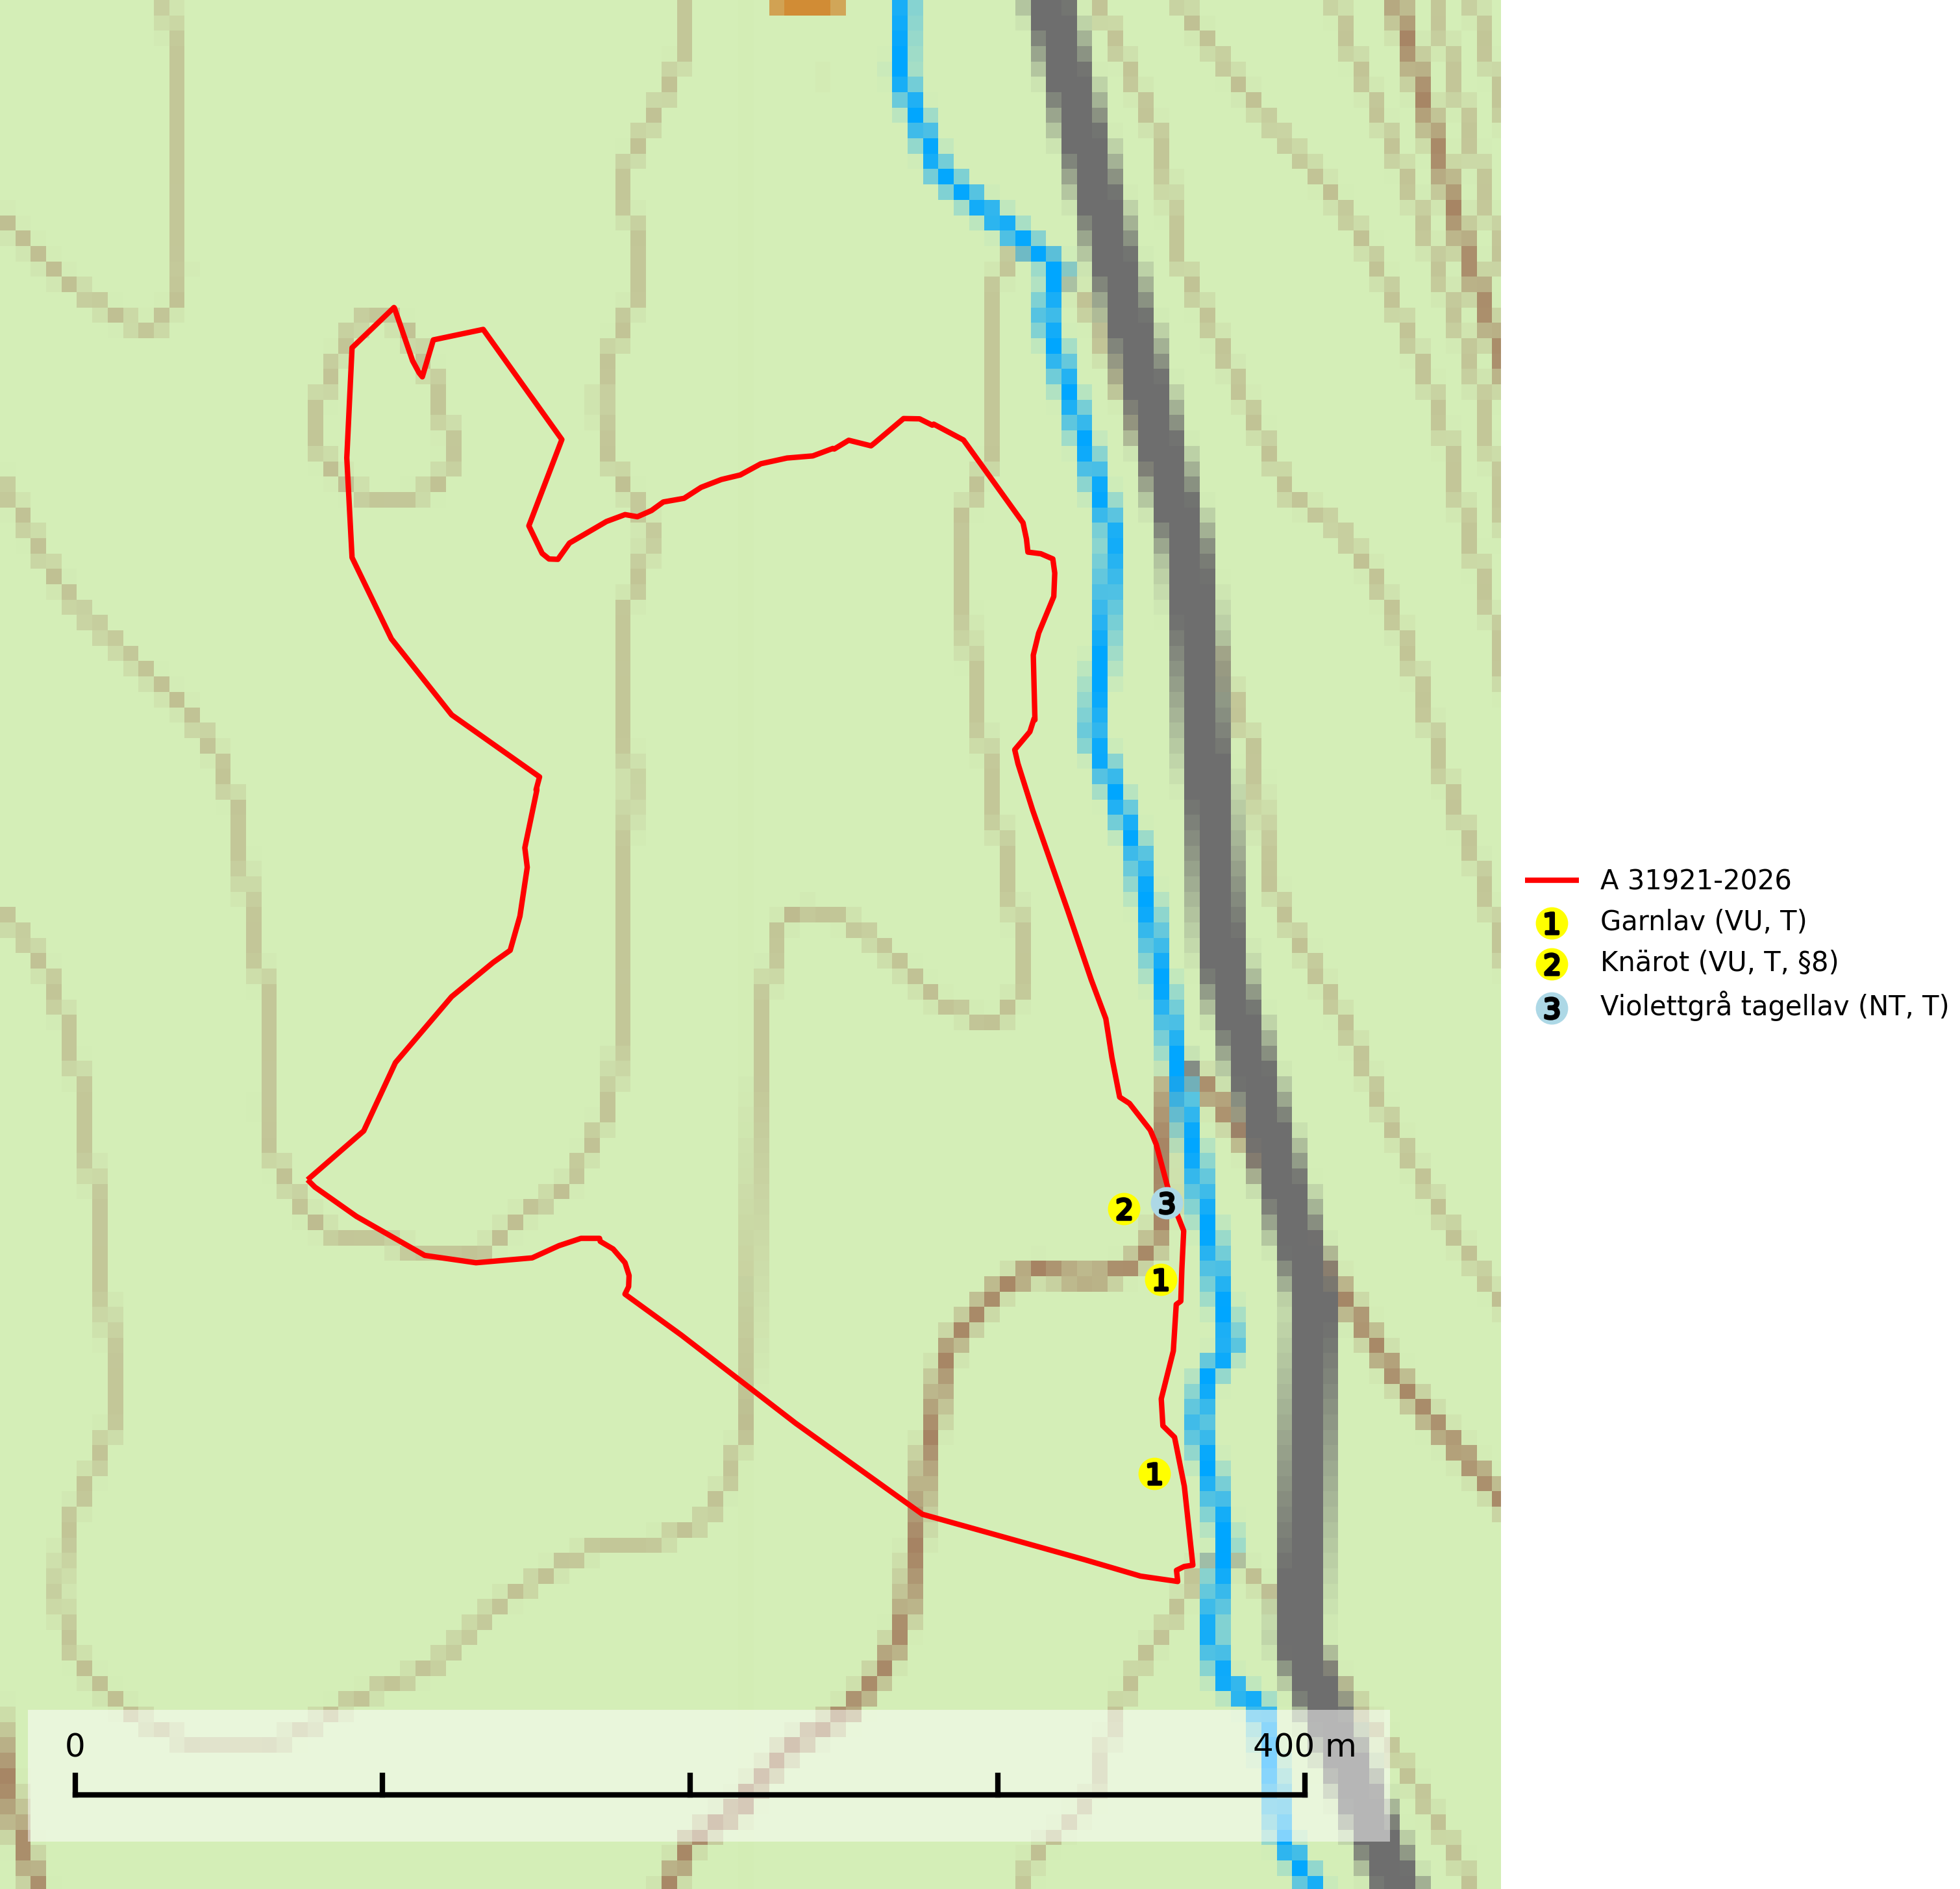 A 31921-2026
1 Garnlav (VU, T)
2 Knärot (VU, T, §8)
3 Violettgrå tagellav (NT, T)
2
3
1
1
0
400 m